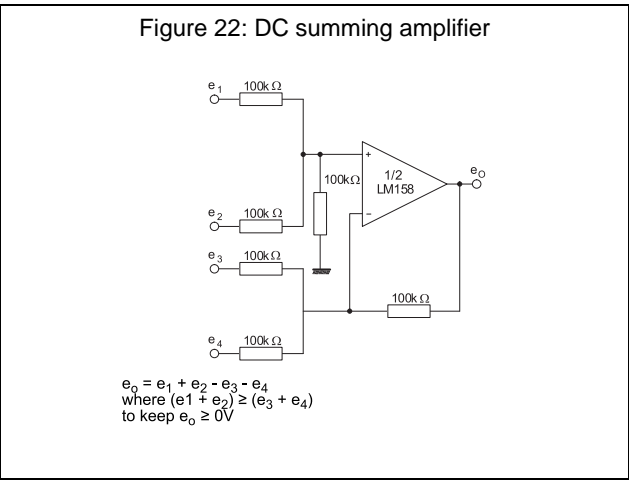 Figure 22: DC summing amplifier
e1
100kΩ
+
1/2
LM158
eO
100kΩ
–
e2
100kΩ
e3
100kΩ
100kΩ
e4
100kΩ
eo = e1 + e2 - e3 - e4
where (e1 + e2) ≥ (e3 + e4)
to keep eo ≥ 0V